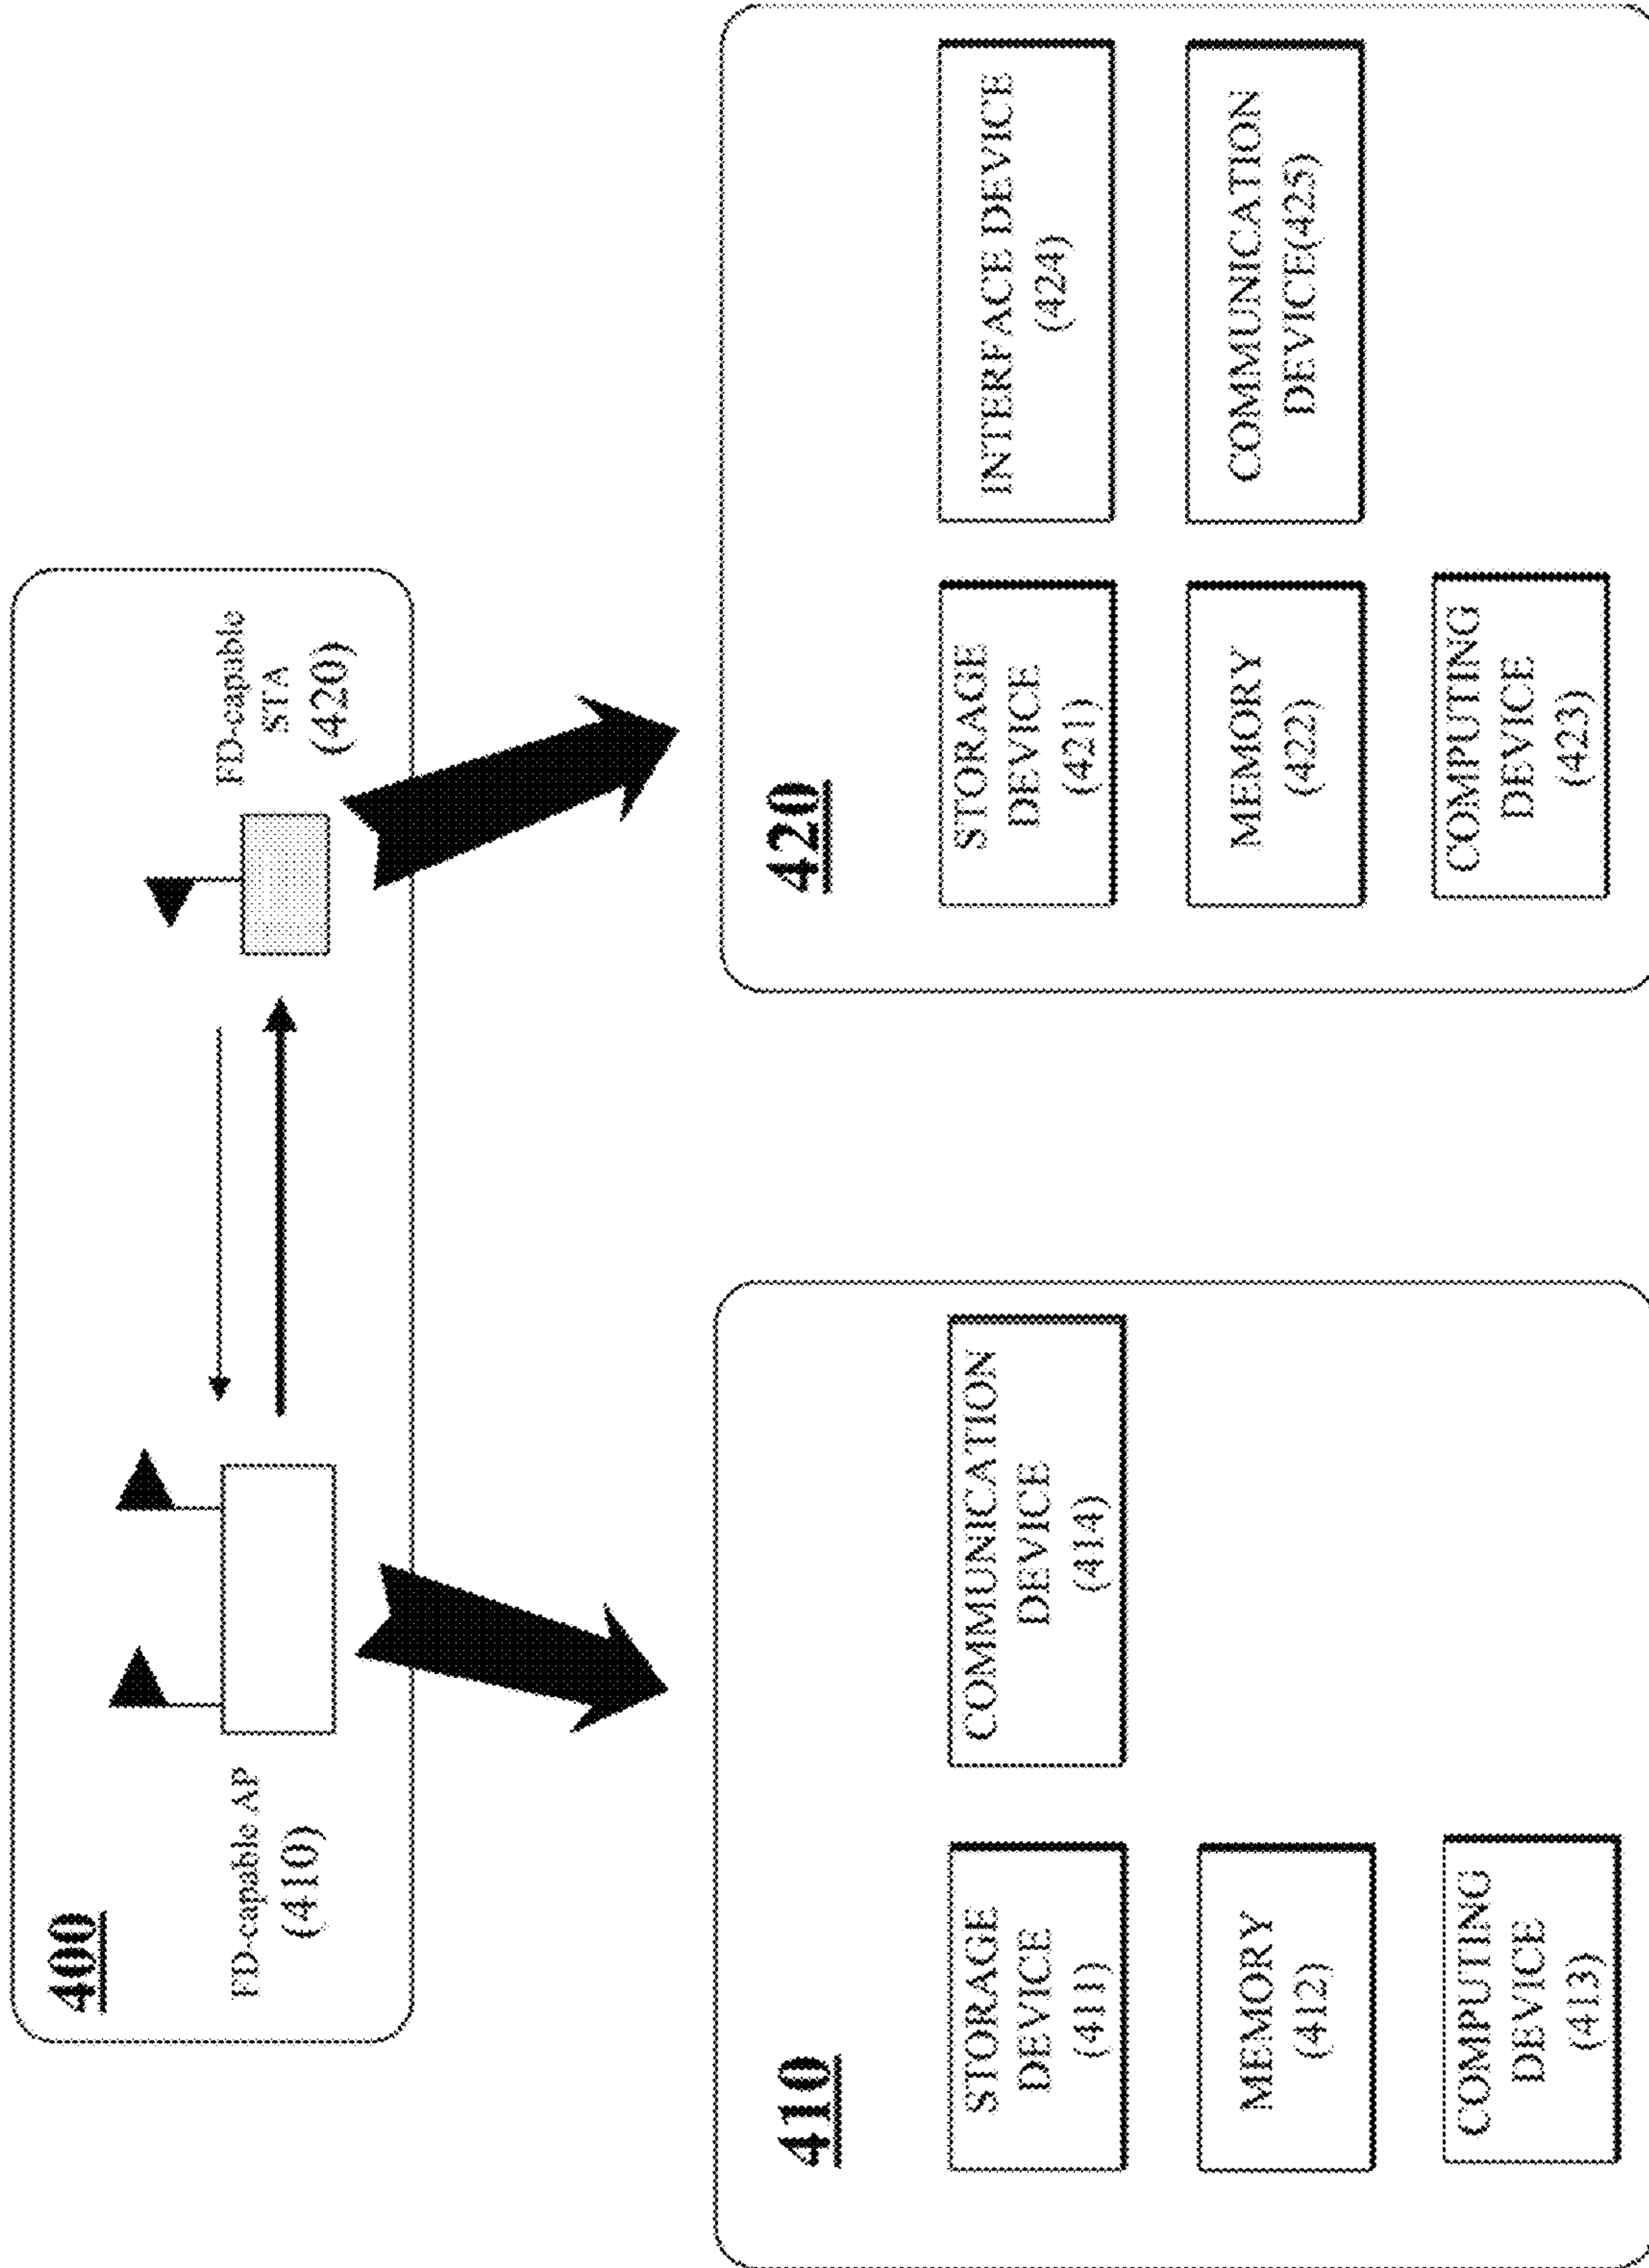 400
FD-capable AP
(410)
FD-capable
STA
(420)
410
STORAGE
DEVICE
(411)
COMMUNICATION
DEVICE
(414)
MEMORY
(412)
COMPUTING
DEVICE
(413)
420
STORAGE
DEVICE
(421)
INTERFACE DEVICE
(424)
MEMORY
(422)
COMMUNICATION
DEVICE(425)
COMPUTING
DEVICE
(423)